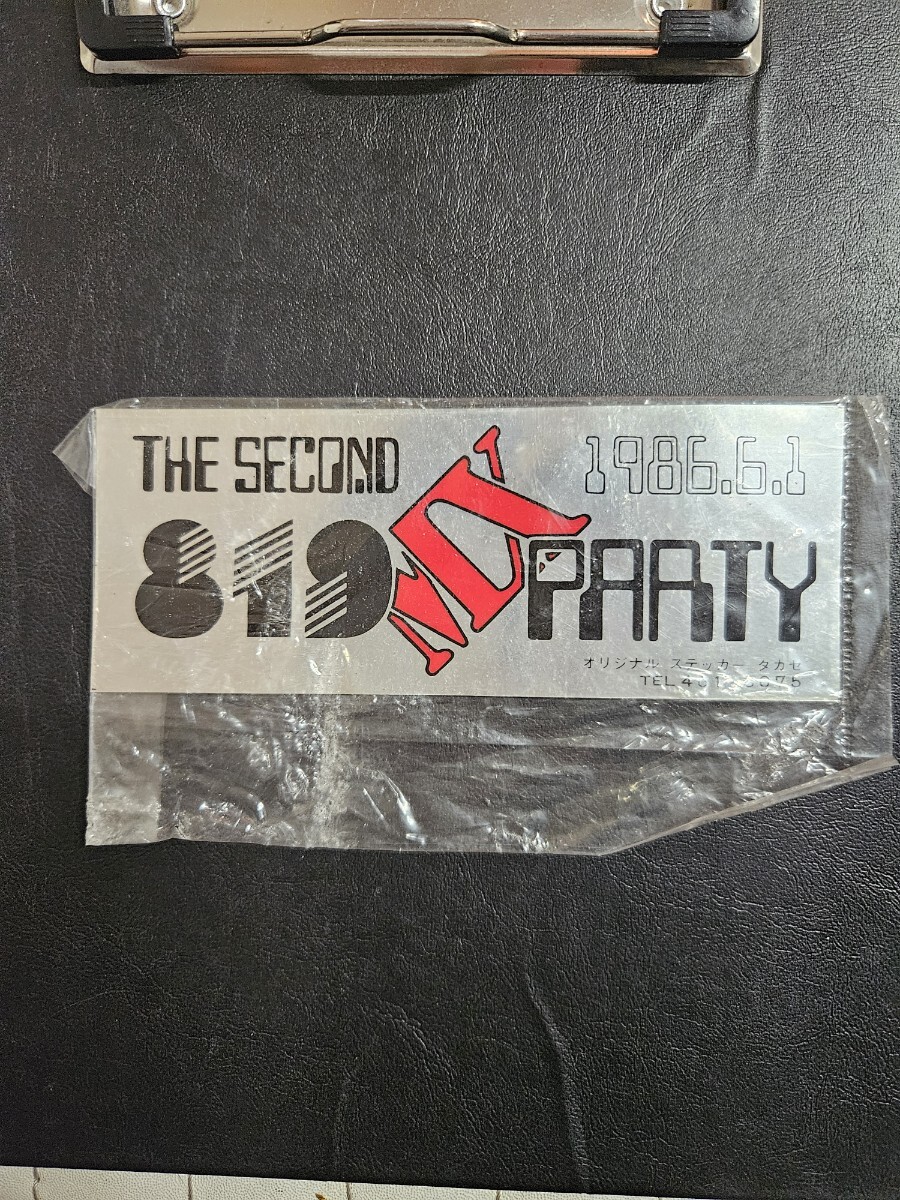 THE SECOND
1986.6.1
819
PARTY
オリジナル ステッカー タカセ
TEL